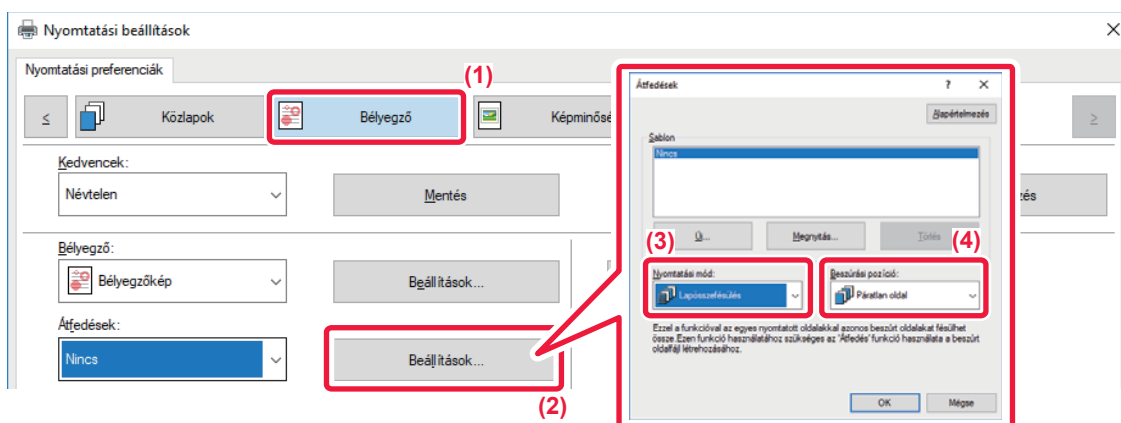 Nyomtatási beállítások
Nyomtatási preferenciák
(1)
<
Közlapok
Bélyegző
Képminősé
>
Kedvencek:
Névtelen
Mentés
zés
Bélyegző:
Bélyegzőkép
Beállítások...
Átfedések:
Nincs
Beállítások...
(2)
Átfedések
?
Alapértelmezés
Sablon
Nincs
Új...
Megnyitás...
Törlés
(3)
(4)
Nyomtatási mód:
Beszúrási pozíció:
Lapösszefésülés
Páratlan oldal
Ezzel a funkcióval az egyes nyomtatott oldalakkal azonos beszúrt oldalakat fésülhet
össze.Ezen funkció használatához szükséges az 'Átfedés' funkció használata a beszúrt
oldalfájl létrehozásához.
OK
Mégse